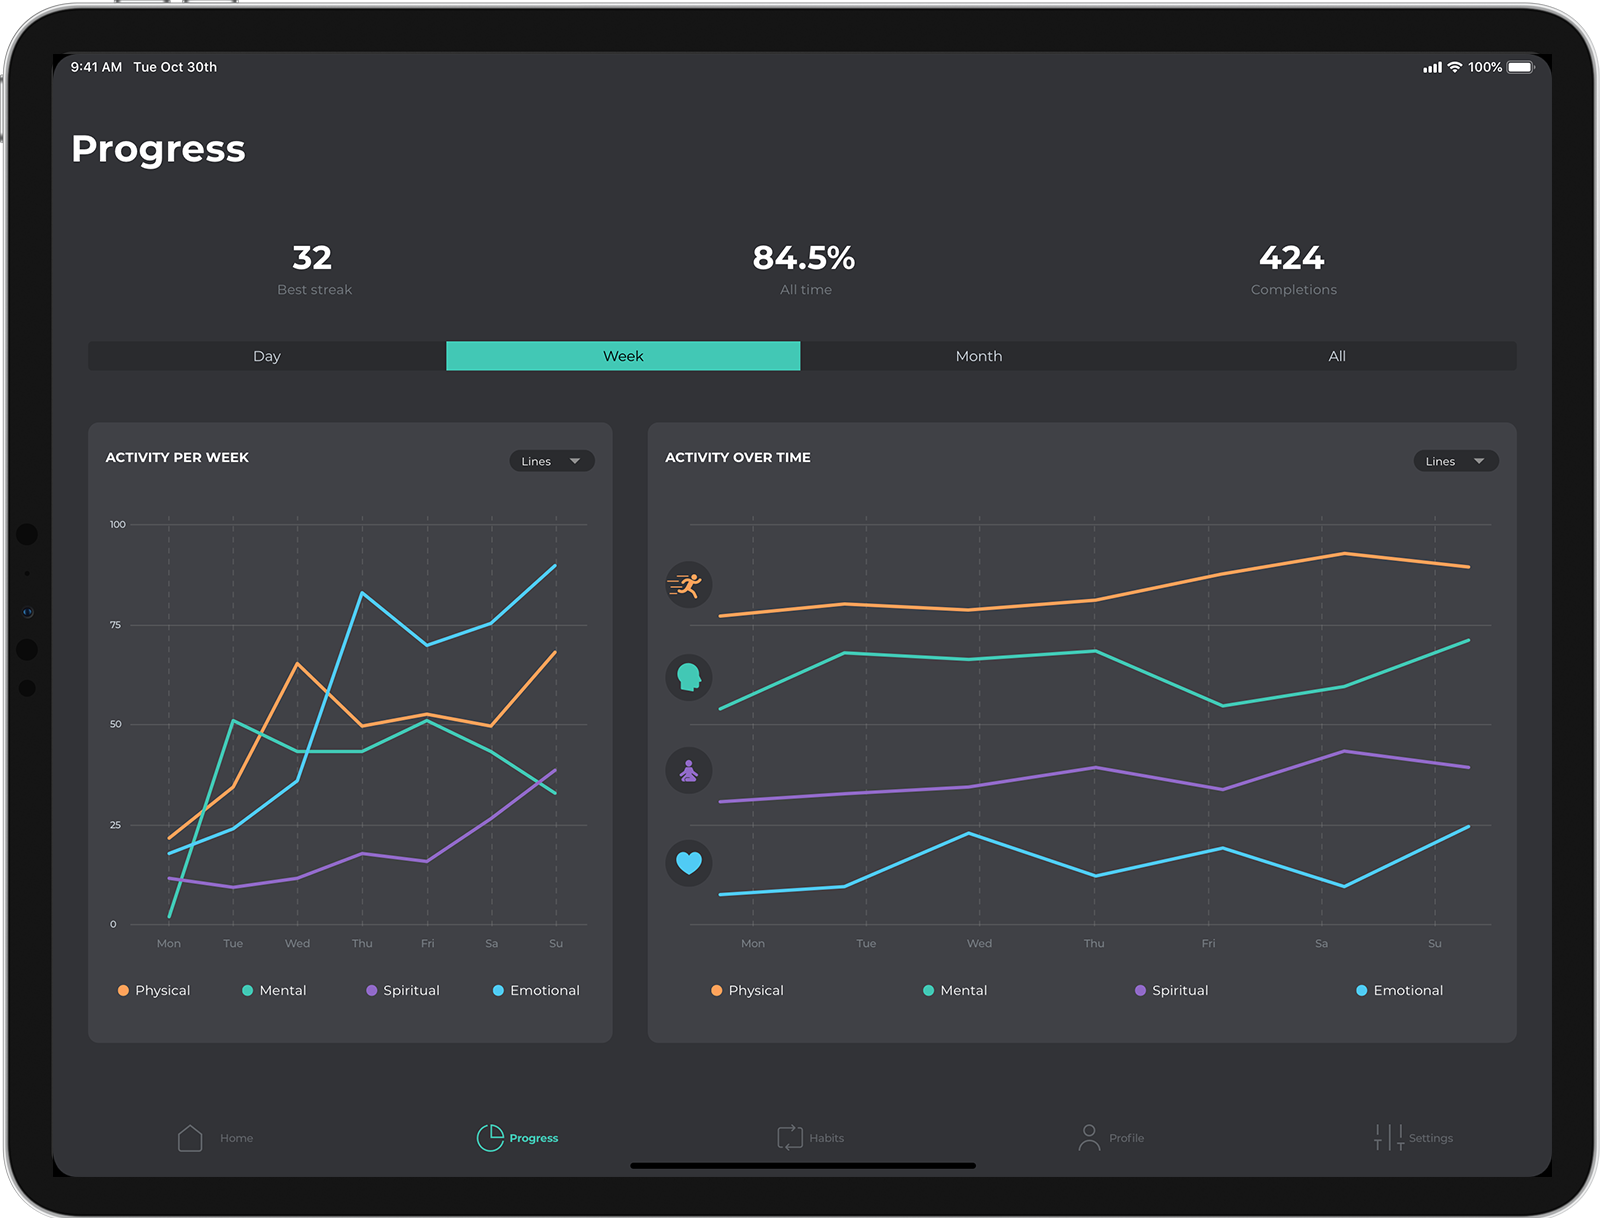 9:41 AM Tue Oct 30th 100%
Progress
32 84.5% 424
Best streak All time Completions
Day Week Month All
ACTIVITY PER WEEK
Lines
100
75
50
25
0
Mon Tue Wed Thu Fri Sa Su
Physical Mental Spiritual Emotional
ACTIVITY OVER TIME
Lines
Mon Tue Wed Thu Fri Sa Su
Physical Mental Spiritual Emotional
Home Progress Habits Profile Settings